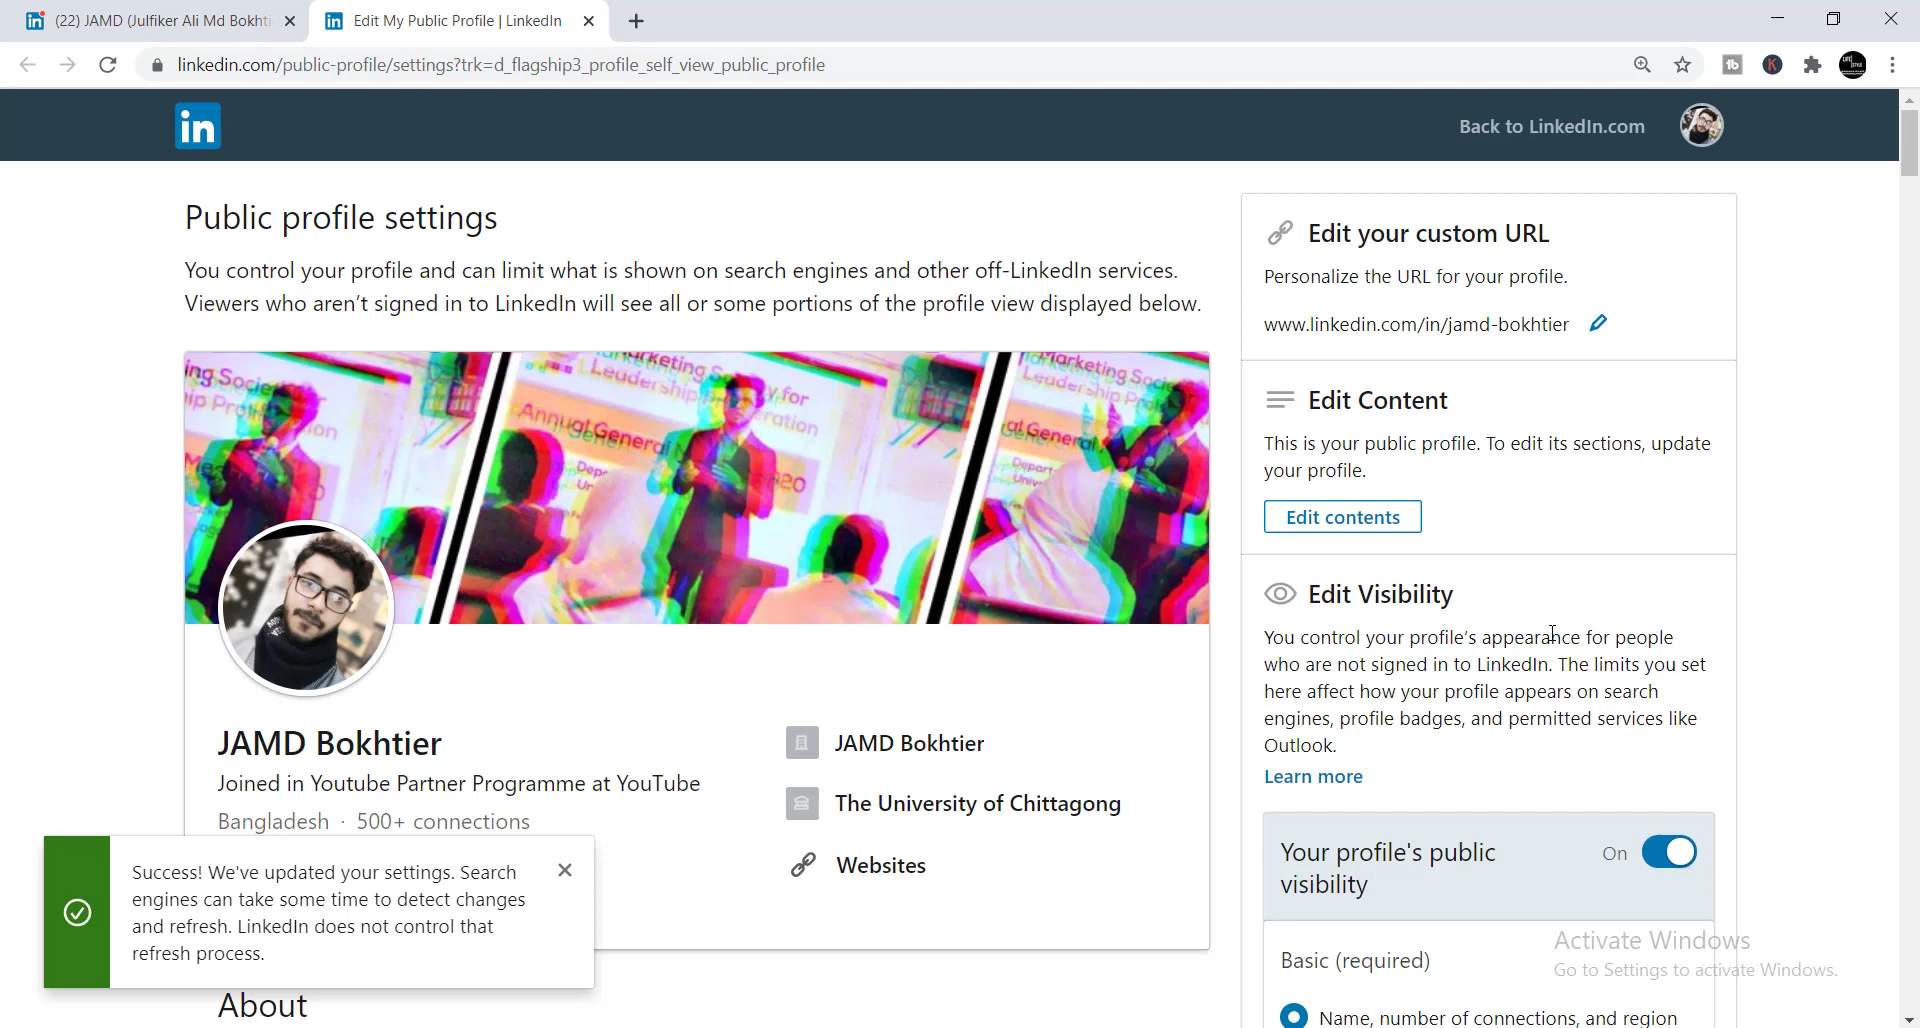 (22) JAMD (Julfiker Ali Md Bokhti
Edit My Public Profile | LinkedIn
linkedin.com/public-profile/settings?trk=d_flagship3_profile_self_view_public_profile
in
Back to LinkedIn.com
Public profile settings
You control your profile and can limit what is shown on search engines and other off-LinkedIn services.
Viewers who aren't signed in to LinkedIn will see all or some portions of the profile view displayed below.
Edit your custom URL
Personalize the URL for your profile.
www.linkedin.com/in/jamd-bokhtier
Edit Content
This is your public profile. To edit its sections, update
your profile.
Edit contents
Edit Visibility
You control your profile's appearance for people
who are not signed in to LinkedIn. The limits you set
here affect how your profile appears on search
engines, profile badges, and permitted services like
Outlook.
Learn more
Your profile's public
visibility
On
Basic (required)
Name, number of connections, and region
JAMD Bokhtier
Joined in Youtube Partner Programme at YouTube
Bangladesh · 500+ connections
JAMD Bokhtier
The University of Chittagong
Websites
Success! We've updated your settings. Search
engines can take some time to detect changes
and refresh. LinkedIn does not control that
refresh process.
About
Activate Windows
Go to Settings to activate Windows.